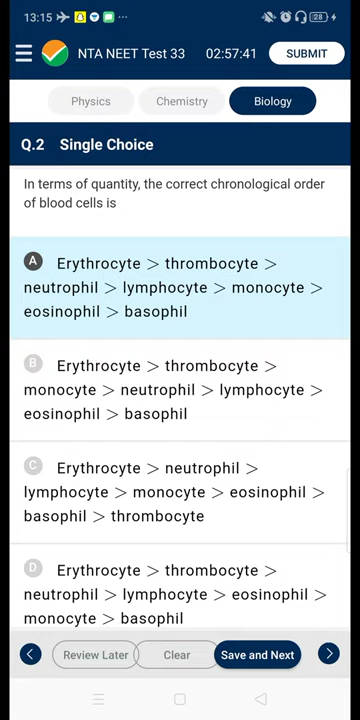 13:15
28
NTA NEET Test 33 02:57:41 SUBMIT
Physics Chemistry Biology
Q.2 Single Choice
In terms of quantity, the correct chronological order
of blood cells is
A Erythrocyte > thrombocyte >
neutrophil > lymphocyte > monocyte >
eosinophil > basophil
B Erythrocyte > thrombocyte >
monocyte > neutrophil > lymphocyte >
eosinophil > basophil
C Erythrocyte > neutrophil >
lymphocyte > monocyte > eosinophil >
basophil > thrombocyte
D Erythrocyte > thrombocyte >
neutrophil > lymphocyte > eosinophil >
monocyte > basophil
Review Later Clear Save and Next